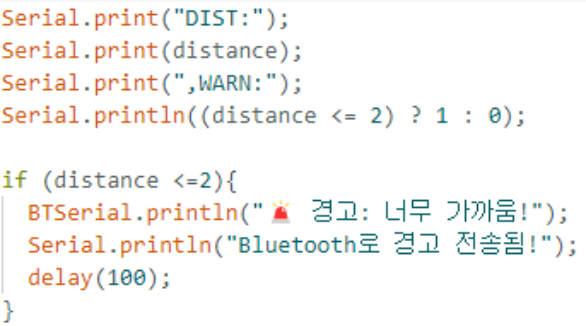 Serial.print("DIST:");
Serial.print(distance);
Serial.print(",WARN:");
Serial.println((distance <= 2) ? 1 : 0);
if (distance <=2){
BTSerial.println("🚨 경고: 너무 가까움!");
Serial.println("Bluetooth로 경고 전송됨!");
delay(100);
}